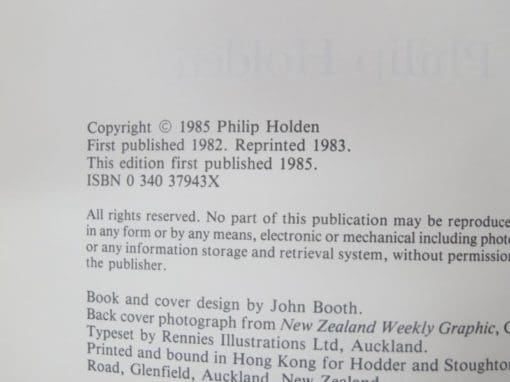 Philip Holden
Copyright © 1985 Philip Holden
First published 1982. Reprinted 1983.
This edition first published 1985.
ISBN 0 340 37943X
All rights reserved. No part of this publication may be reproduce
in any form or by any means, electronic or mechanical including phot
or any information storage and retrieval system, without permission
the publisher.
Book and cover design by John Booth.
Back cover photograph from New Zealand Weekly Graphic,
Typeset by Rennies Illustrations Ltd, Auckland.
Printed and bound in Hong Kong for Hodder and Stoughton
Road, Glenfield, Auckland, New Zealand.